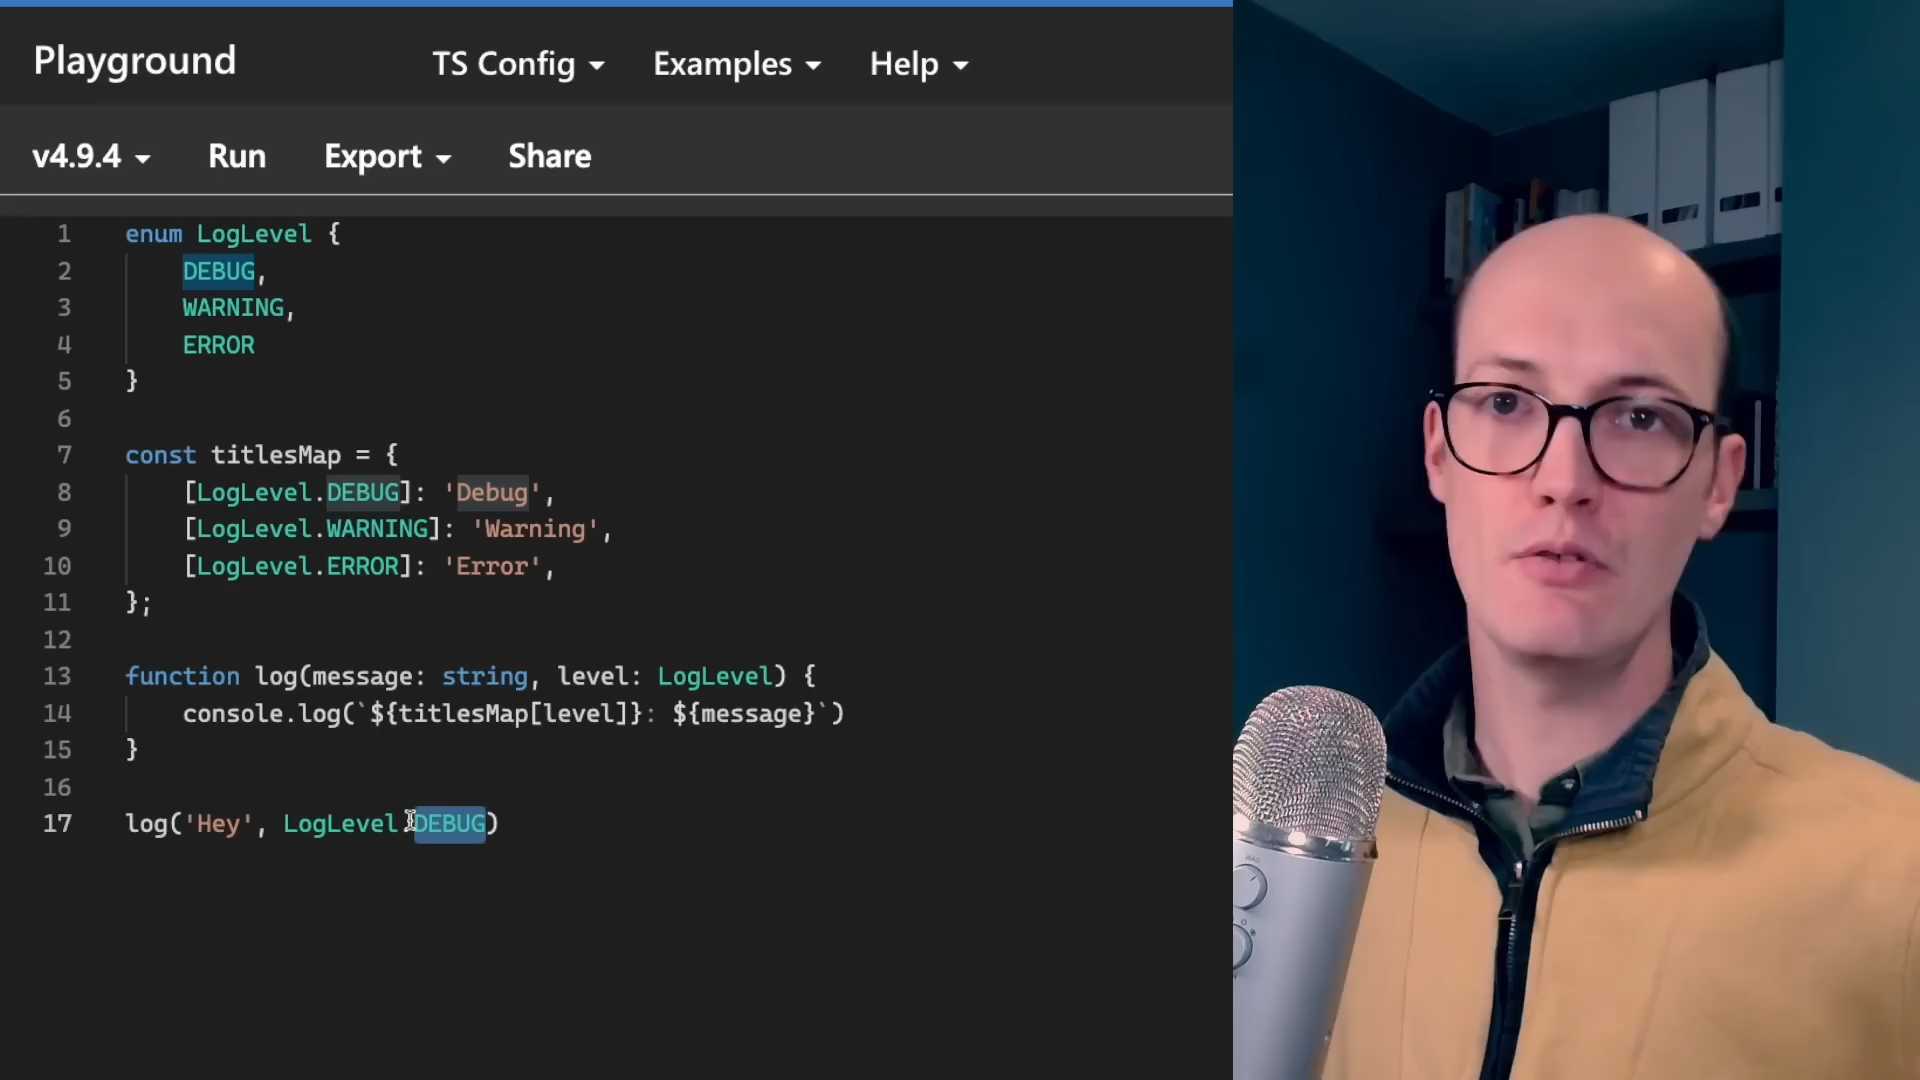 Playground
TS Config Examples Help
v4.9.4 Run Export Share
1 enum LogLevel {
2 DEBUG,
3 WARNING,
4 ERROR
5 }
6
7 const titlesMap = {
8 [LogLevel.DEBUG]: 'Debug',
9 [LogLevel.WARNING]: 'Warning',
10 [LogLevel.ERROR]: 'Error',
11 };
12
13 function log(message: string, level: LogLevel) {
14 console.log(`${titlesMap[level]}: ${message}`)
15 }
16
17 log('Hey', LogLevel.DEBUG)